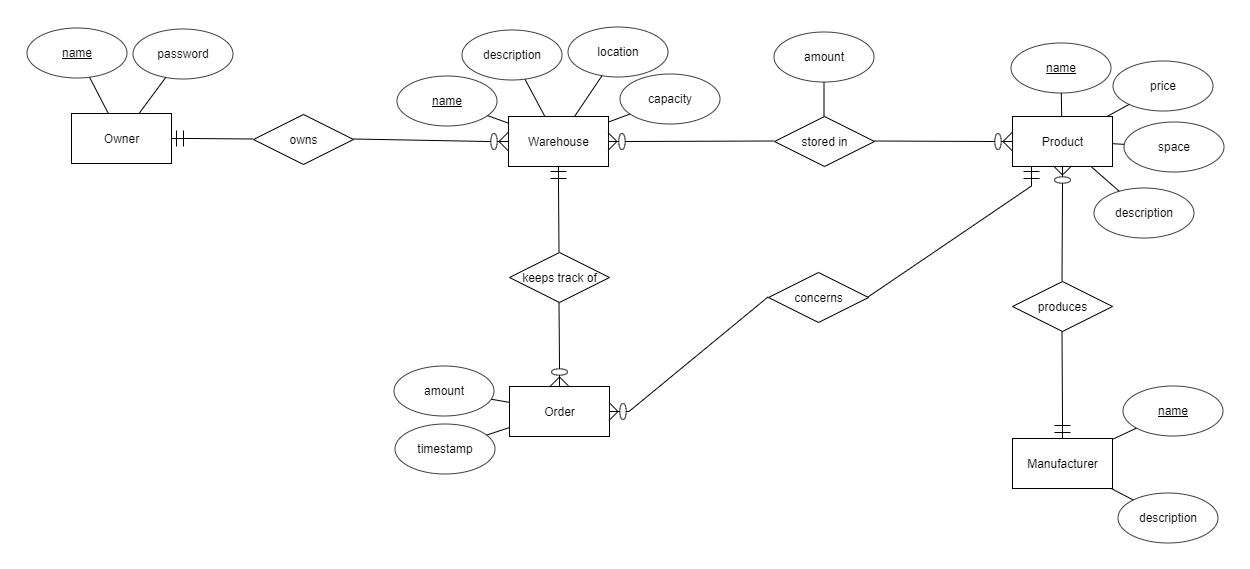 name
password
Owner
owns
name
description
location
capacity
Warehouse
amount
stored in
name
price
space
description
Product
keeps track of
concerns
produces
amount
timestamp
Order
name
Manufacturer
description